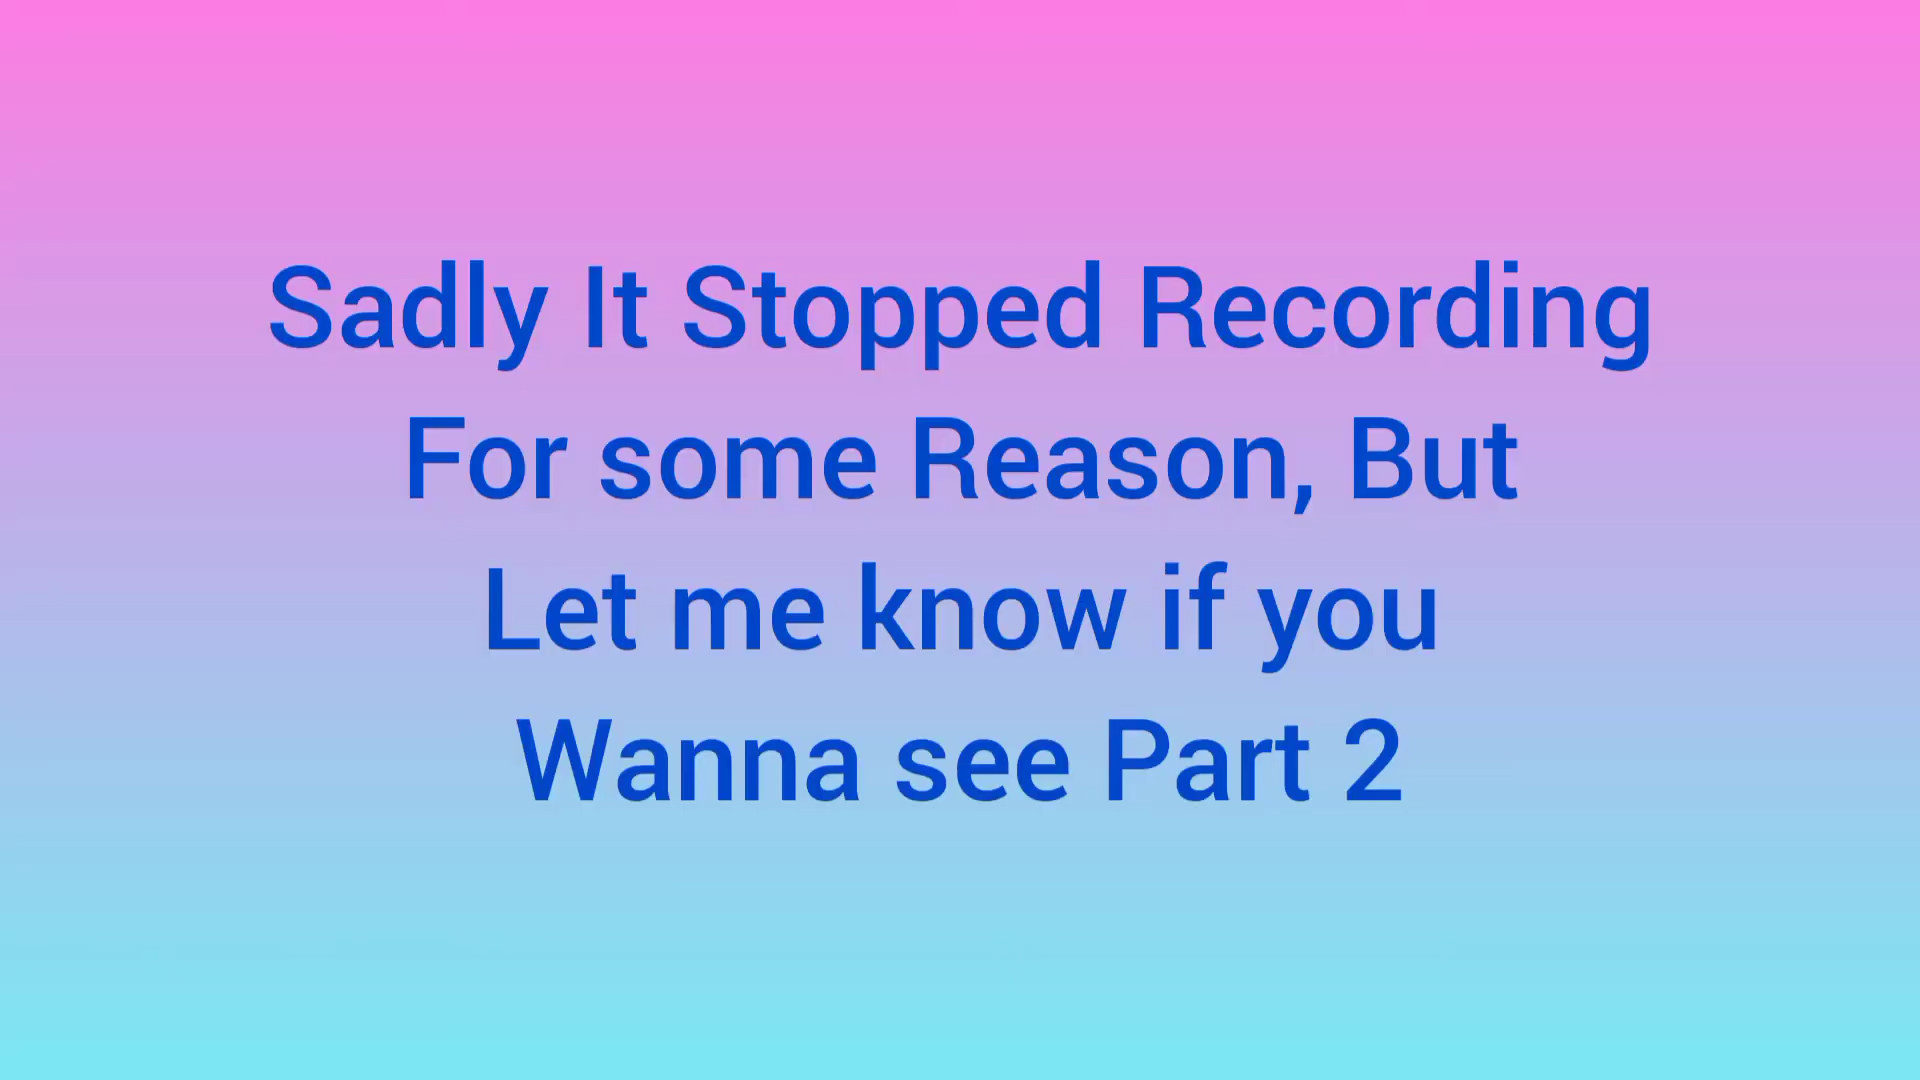 Sadly It Stopped Recording
For some Reason, But
Let me know if you
Wanna see Part 2